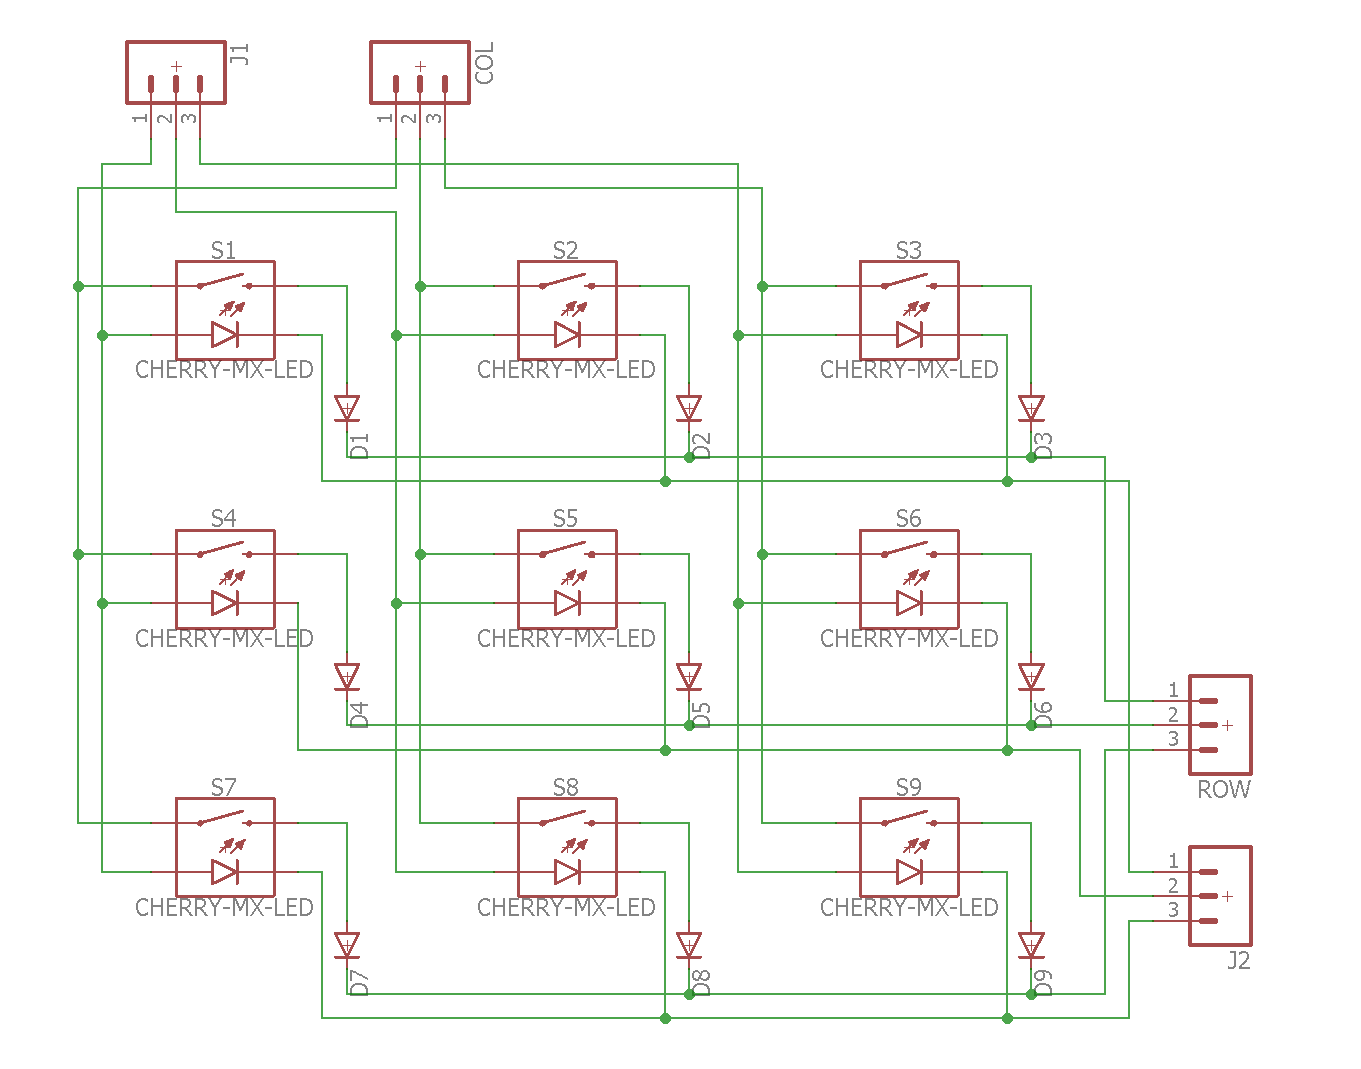 J1
COL
1 2 3
1 2 3
S1
S2
S3
CHERRY-MX-LED
CHERRY-MX-LED
CHERRY-MX-LED
D1
D2
D3
S4
S5
S6
CHERRY-MX-LED
CHERRY-MX-LED
CHERRY-MX-LED
D4
D5
D6
1
2
3
ROW
S7
S8
S9
CHERRY-MX-LED
CHERRY-MX-LED
CHERRY-MX-LED
1
2
3
J2
D7
D8
D9